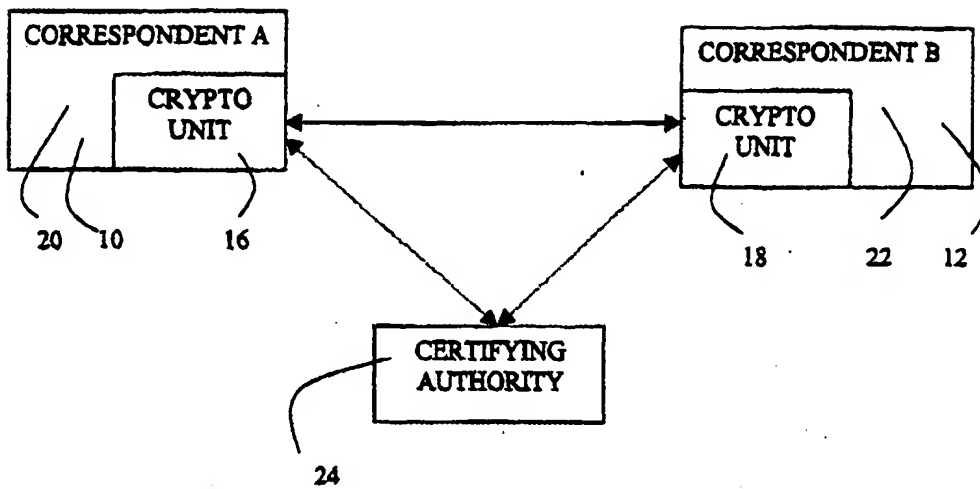 CORRESPONDENT A
CRYPTO
UNIT
CORRESPONDENT B
CRYPTO
UNIT
20
10
16
18
22
12
CERTIFYING
AUTHORITY
24